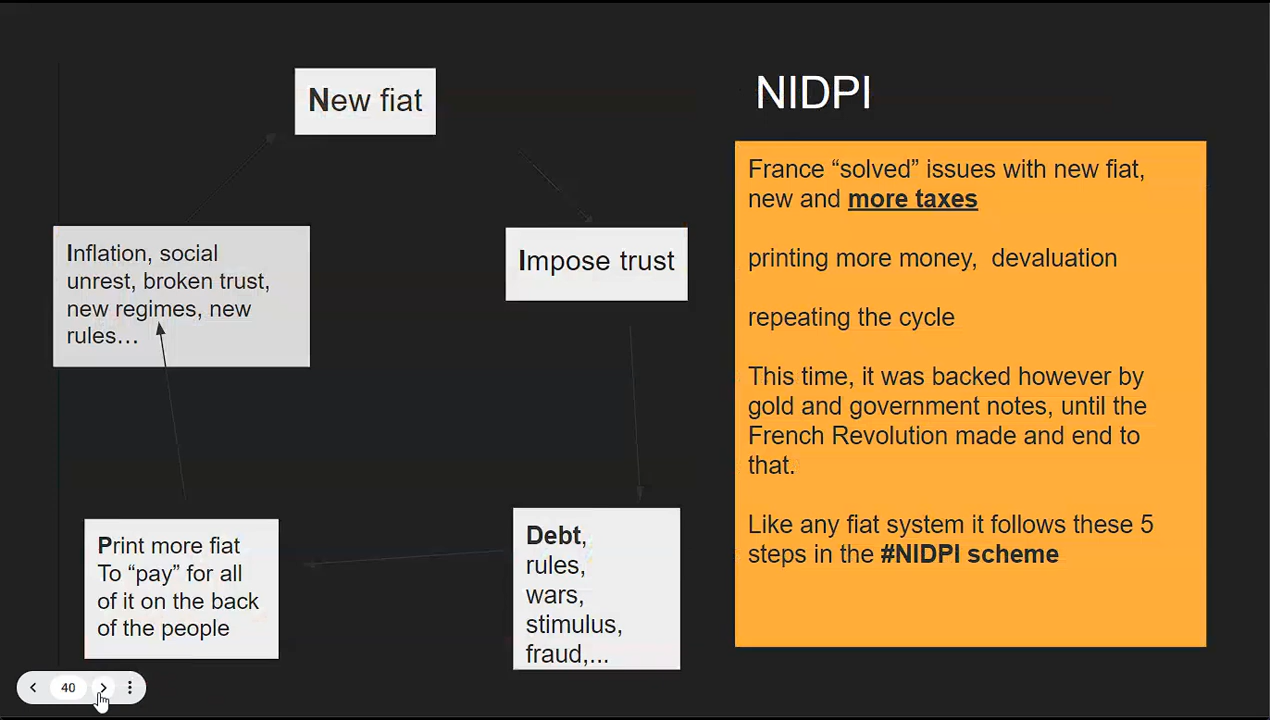 NIDPI
New fiat
Impose trust
Debt,
rules,
wars,
stimulus,
fraud,...
Print more fiat
To “pay” for all
of it on the back
of the people
Inflation, social
unrest, broken trust,
new regimes, new
rules…
France “solved” issues with new fiat,
new and more taxes
printing more money,  devaluation
repeating the cycle
This time, it was backed however by
gold and government notes, until the
French Revolution made and end to
that.
Like any fiat system it follows these 5
steps in the #NIDPI scheme
40